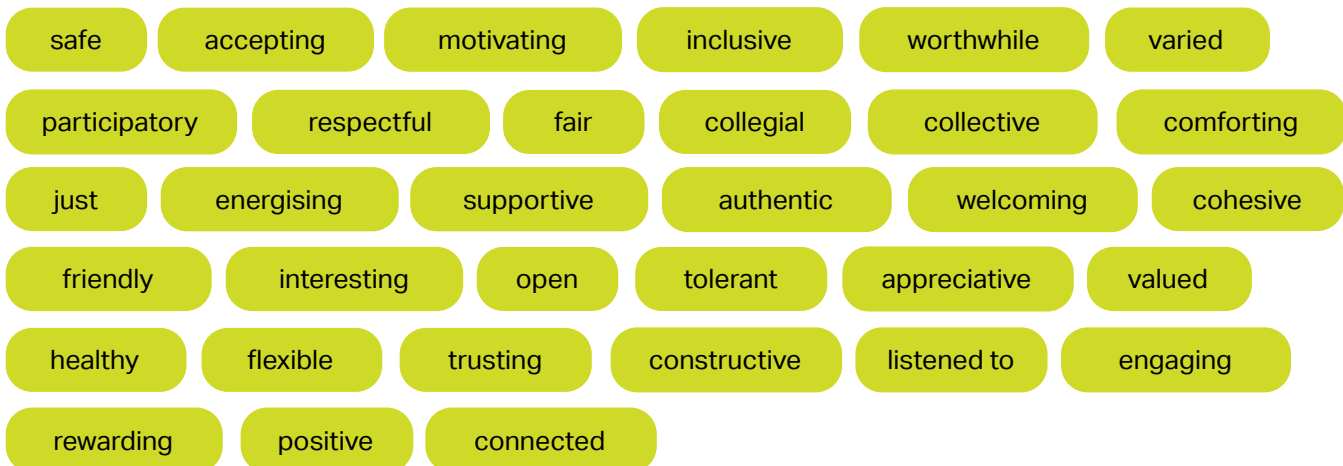 safe accepting motivating inclusive worthwhile varied
participatory respectful fair collegial collective comforting
just energising supportive authentic welcoming cohesive
friendly interesting open tolerant appreciative valued
healthy flexible trusting constructive listened to engaging
rewarding positive connected